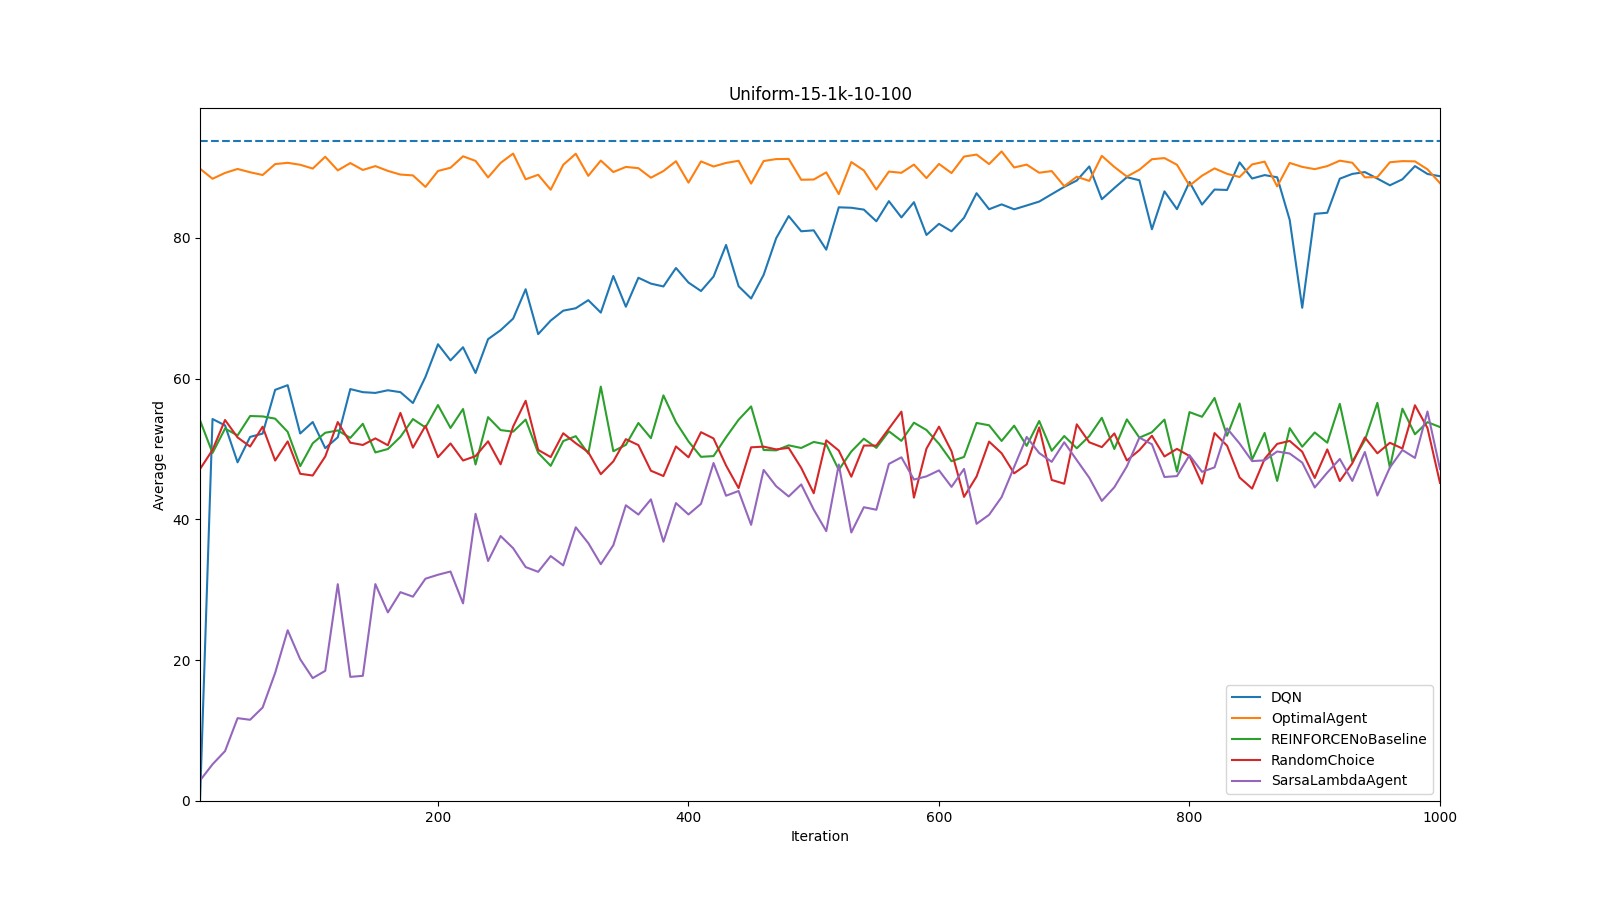 Uniform-15-1k-10-100
Average reward
80
60
40
20
0
200
400
600
800
1000
Iteration
DQN
OptimalAgent
REINFORCENoBaseline
RandomChoice
SarsaLambdaAgent